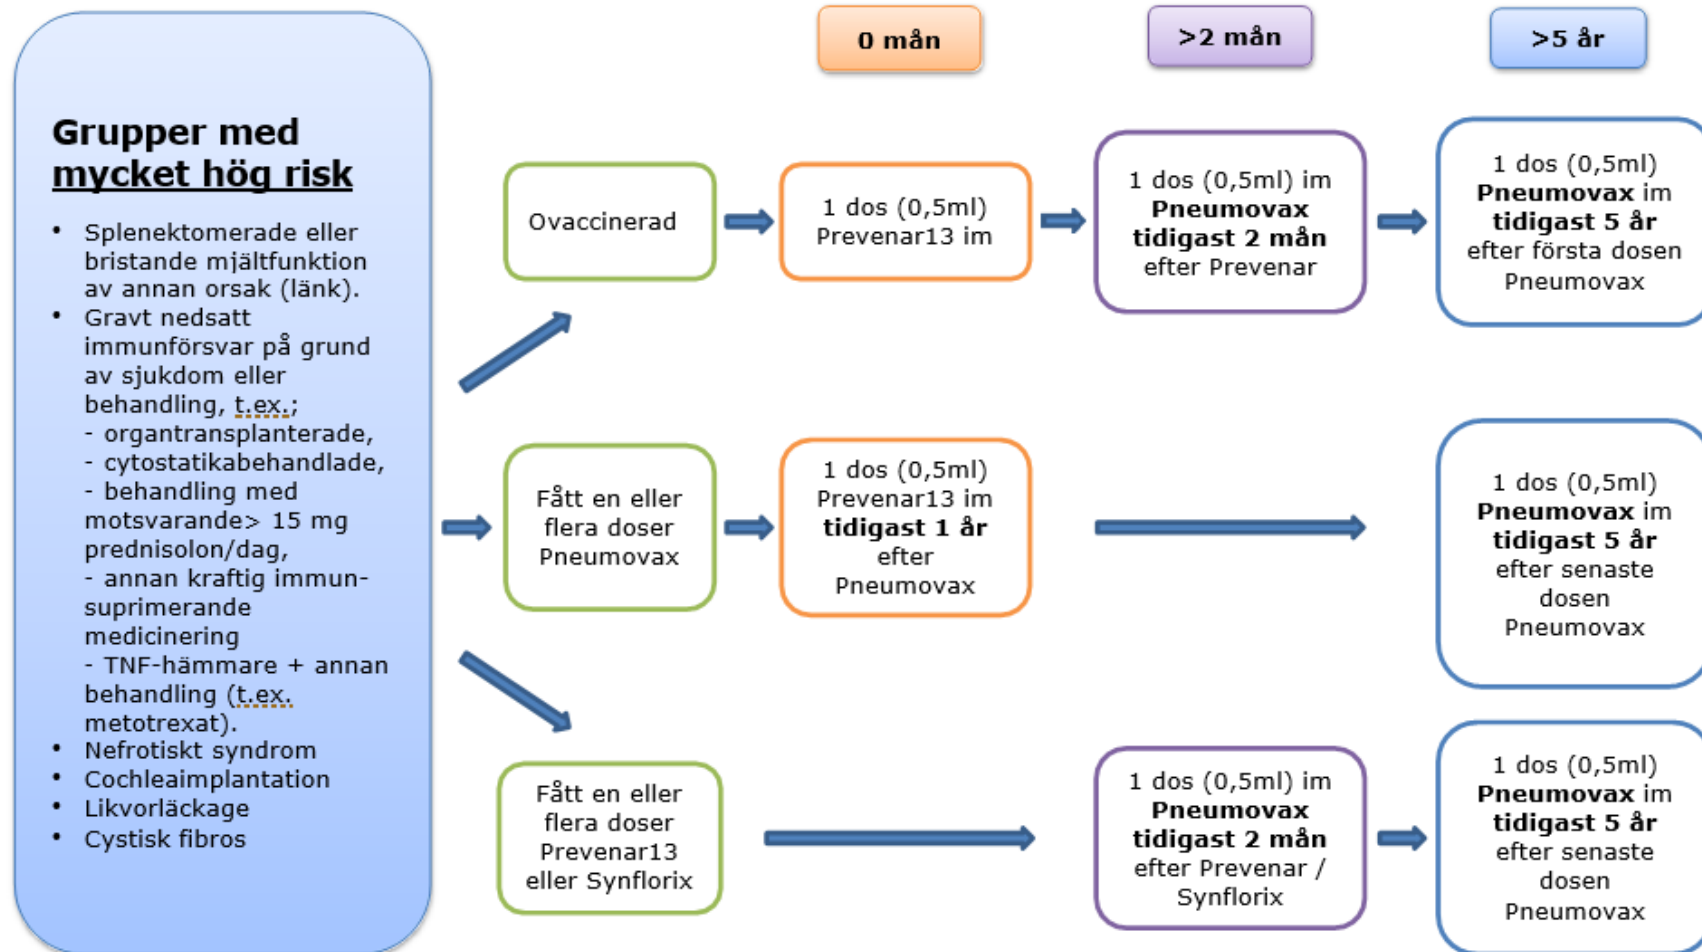 0 mån
>2 mån
>5 år
Grupper med
mycket hög risk
• Splenektomerade eller
bristande mjältfunktion
av annan orsak (länk).
• Gravt nedsatt
immunförsvar på grund
av sjukdom eller
behandling, t.ex.;
- organtransplanterade,
- cytostatikabehandlade,
- behandling med
motsvarande> 15 mg
prednisolon/dag,
- annan kraftig immun-
suprimerande
medicinering
- TNF-hämmare + annan
behandling (t.ex.
metotrexat).
• Nefrotiskt syndrom
• Cochleaimplantation
• Likvorläckage
• Cystisk fibros
Ovaccinerad
1 dos (0,5ml)
Prevenar13 im
1 dos (0,5ml) im
Pneumovax
tidigast 2 mån
efter Prevenar
1 dos (0,5ml)
Pneumovax im
tidigast 5 år
efter första dosen
Pneumovax
Fått en eller
flera doser
Pneumovax
1 dos (0,5ml)
Prevenar13 im
tidigast 1 år
efter
Pneumovax
1 dos (0,5ml)
Pneumovax im
tidigast 5 år
efter senaste
dosen
Pneumovax
Fått en eller
flera doser
Prevenar13
eller Synflorix
1 dos (0,5ml) im
Pneumovax
tidigast 2 mån
efter Prevenar /
Synflorix
1 dos (0,5ml)
Pneumovax im
tidigast 5 år
efter senaste
dosen
Pneumovax